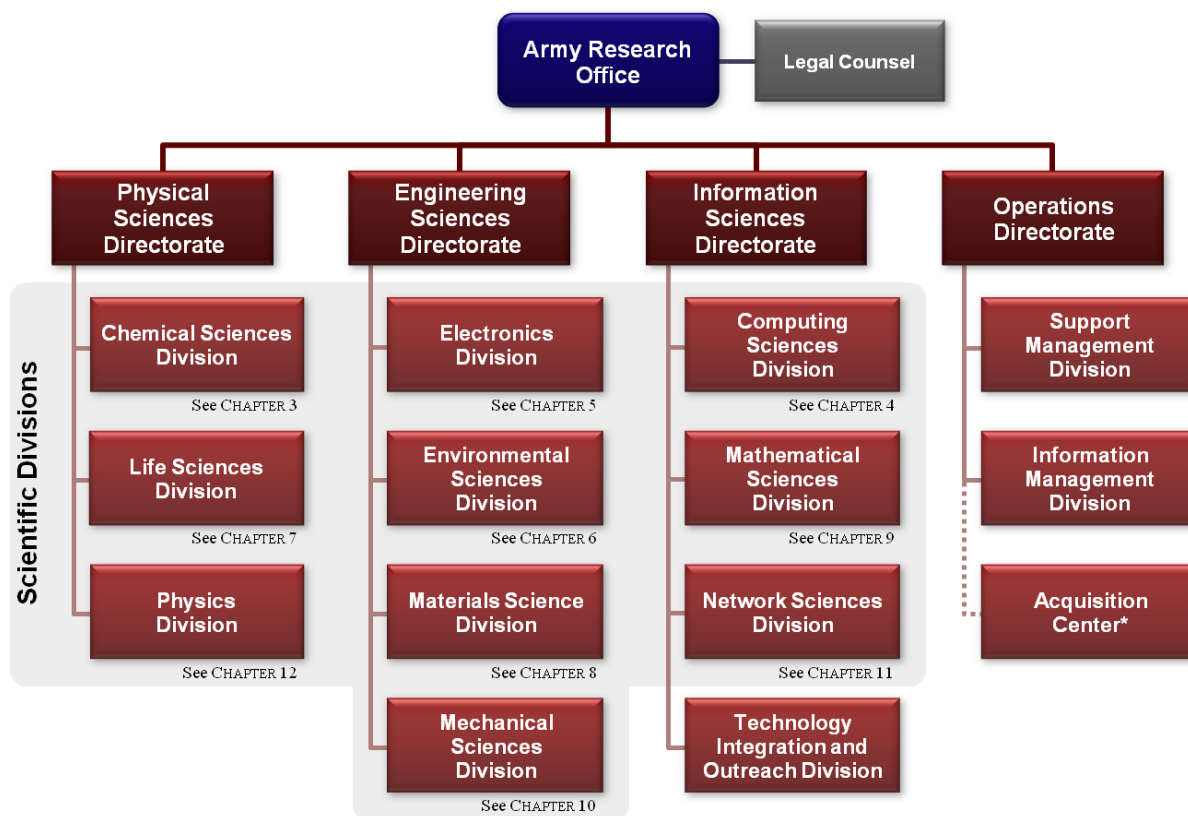 Army Research
Office
Legal Counsel
Physical
Sciences
Directorate
Engineering
Sciences
Directorate
Information
Sciences
Directorate
Operations
Directorate
Scientific Divisions
Chemical Sciences
Division
See CHAPTER 3
Life Sciences
Division
See CHAPTER 7
Physics
Division
See CHAPTER 12
Electronics
Division
See CHAPTER 5
Environmental
Sciences
Division
See CHAPTER 6
Materials Science
Division
See CHAPTER 8
Mechanical
Sciences
Division
See CHAPTER 10
Computing
Sciences
Division
See CHAPTER 4
Mathematical
Sciences
Division
See CHAPTER 9
Network Sciences
Division
See CHAPTER 11
Technology
Integration and
Outreach Division
Support
Management
Division
Information
Management
Division
Acquisition
Center*